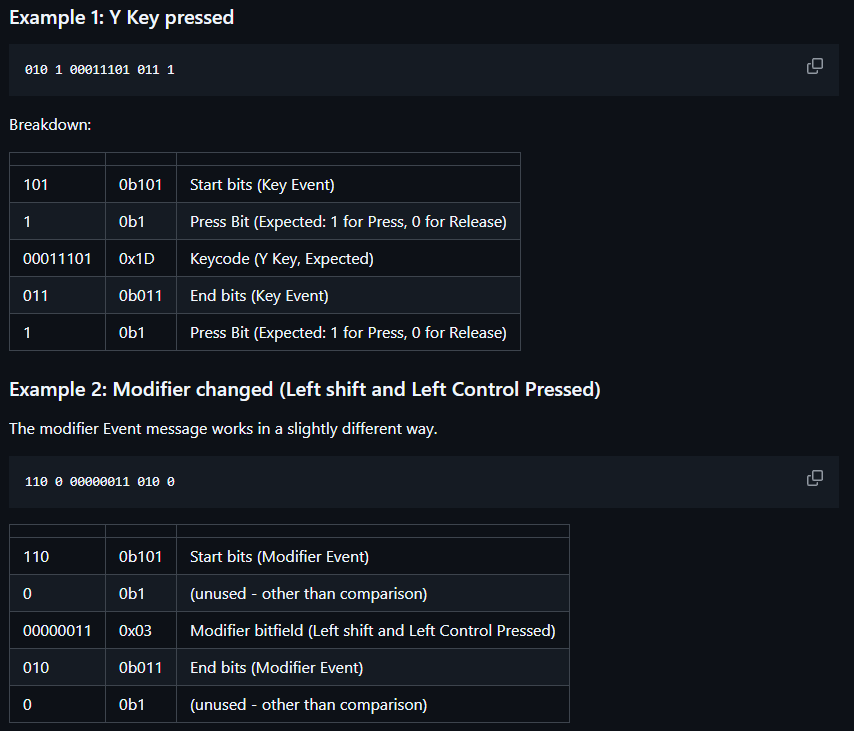 Example 1: Y Key pressed
010 1 00011101 011 1
Breakdown:
101 0b101 Start bits (Key Event)
1 0b1 Press Bit (Expected: 1 for Press, 0 for Release)
00011101 0x1D Keycode (Y Key, Expected)
011 0b011 End bits (Key Event)
1 0b1 Press Bit (Expected: 1 for Press, 0 for Release)
Example 2: Modifier changed (Left shift and Left Control Pressed)
The modifier Event message works in a slightly different way.
110 0 00000011 010 0
110 0b101 Start bits (Modifier Event)
0 0b1 (unused - other than comparison)
00000011 0x03 Modifier bitfield (Left shift and Left Control Pressed)
010 0b011 End bits (Modifier Event)
0 0b1 (unused - other than comparison)